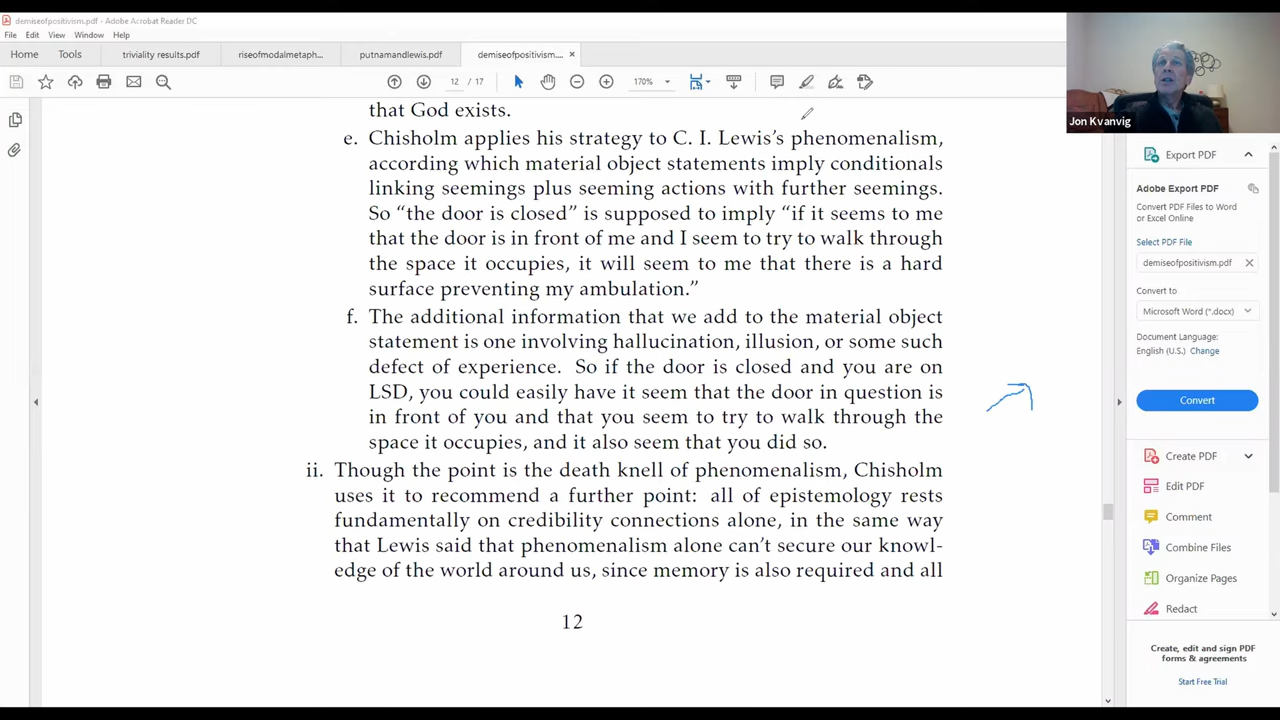 demiseofpositivism.pdf - Adobe Acrobat Reader DC
File Edit View Window Help
Home Tools triviality results.pdf riseofmodalmetaph... putnamandlewis.pdf demiseofpositivism.... ×
12 / 17 170%
Jon Kvanvig
that God exists.
e. Chisholm applies his strategy to C. I. Lewis's phenomenalism,
according which material object statements imply conditionals
linking seemings plus seeming actions with further seemings.
So “the door is closed” is supposed to imply “if it seems to me
that the door is in front of me and I seem to try to walk through
the space it occupies, it will seem to me that there is a hard
surface preventing my ambulation.”
f. The additional information that we add to the material object
statement is one involving hallucination, illusion, or some such
defect of experience. So if the door is closed and you are on
LSD, you could easily have it seem that the door in question is
in front of you and that you seem to try to walk through the
space it occupies, and it also seem that you did so.
ii. Though the point is the death knell of phenomenalism, Chisholm
uses it to recommend a further point: all of epistemology rests
fundamentally on credibility connections alone, in the same way
that Lewis said that phenomenalism alone can't secure our knowl-
edge of the world around us, since memory is also required and all
12
Export PDF
Adobe Export PDF
Convert PDF Files to Word
or Excel Online
Select PDF File
demiseofpositivism.pdf
Convert to
Microsoft Word (*.docx)
Document Language:
English (U.S.) Change
Convert
Create PDF
Edit PDF
Comment
Combine Files
Organize Pages
Redact
Create, edit and sign PDF
forms & agreements
Start Free Trial